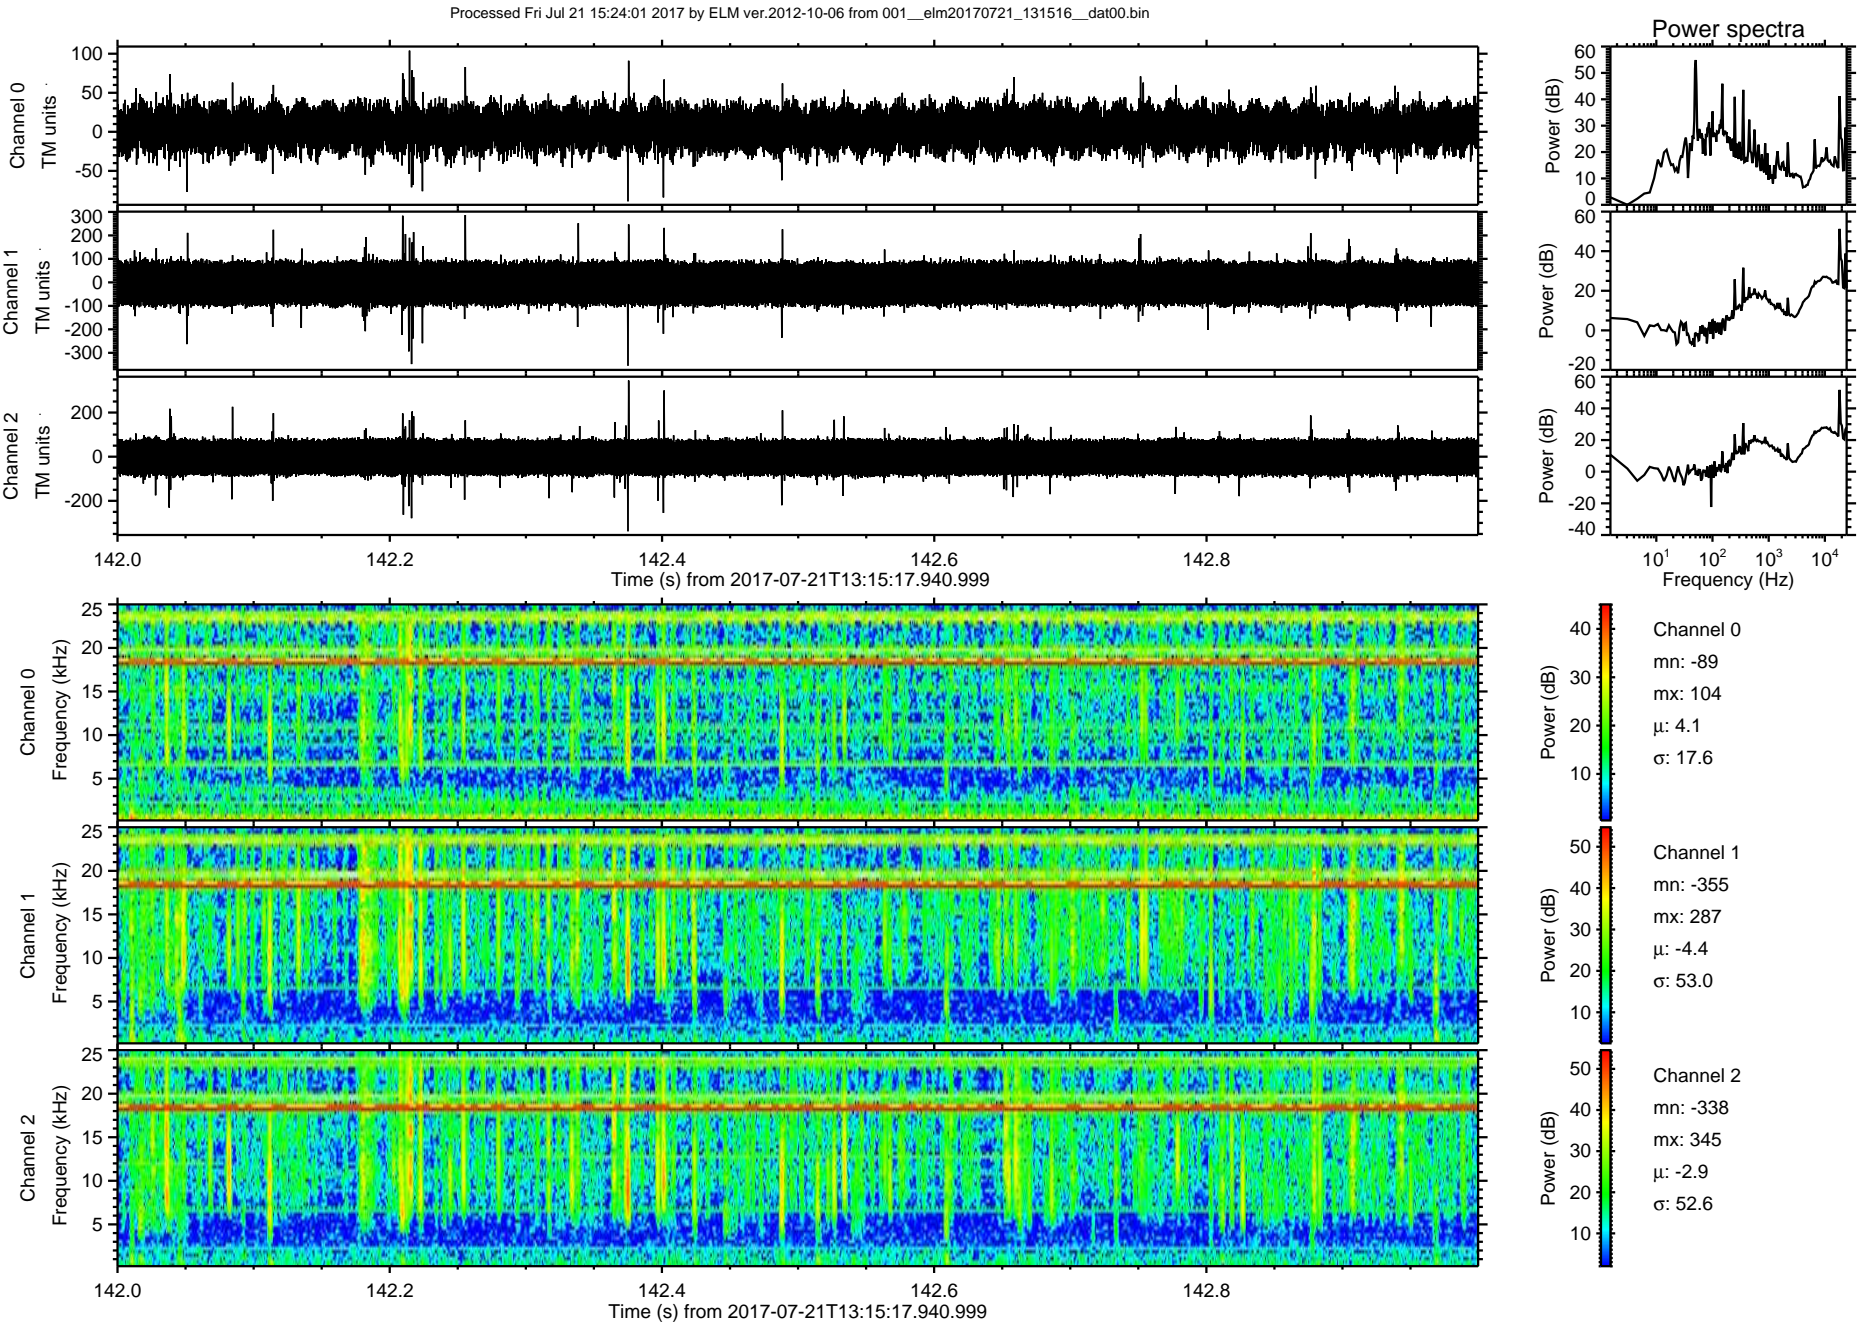 Processed Fri Jul 21 15:24:01 2017 by ELM ver.2012-10-06 from 001__elm20170721_131516__dat00.bin
Power spectra
Channel 0
TM units
100
50
0
-50
Power (dB)
60
50
40
30
20
10
0
Channel 1
TM units
300
200
100
0
-100
-200
-300
Power (dB)
60
40
20
0
-20
Channel 2
TM units
200
0
-200
Power (dB)
60
40
20
0
-20
-40
142.0 142.2 142.4 142.6 142.8
Time (s) from 2017-07-21T13:15:17.940.999
10^1 10^2 10^3 10^4
Frequency (Hz)
Channel 0
Frequency (kHz)
25
20
15
10
5
Power (dB)
40
30
20
10
Channel 0
mn: -89
mx: 104
μ: 4.1
σ: 17.6
Channel 1
Frequency (kHz)
25
20
15
10
5
Power (dB)
50
40
30
20
10
Channel 1
mn: -355
mx: 287
μ: -4.4
σ: 53.0
Channel 2
Frequency (kHz)
25
20
15
10
5
Power (dB)
50
40
30
20
10
Channel 2
mn: -338
mx: 345
μ: -2.9
σ: 52.6
142.0 142.2 142.4 142.6 142.8
Time (s) from 2017-07-21T13:15:17.940.999